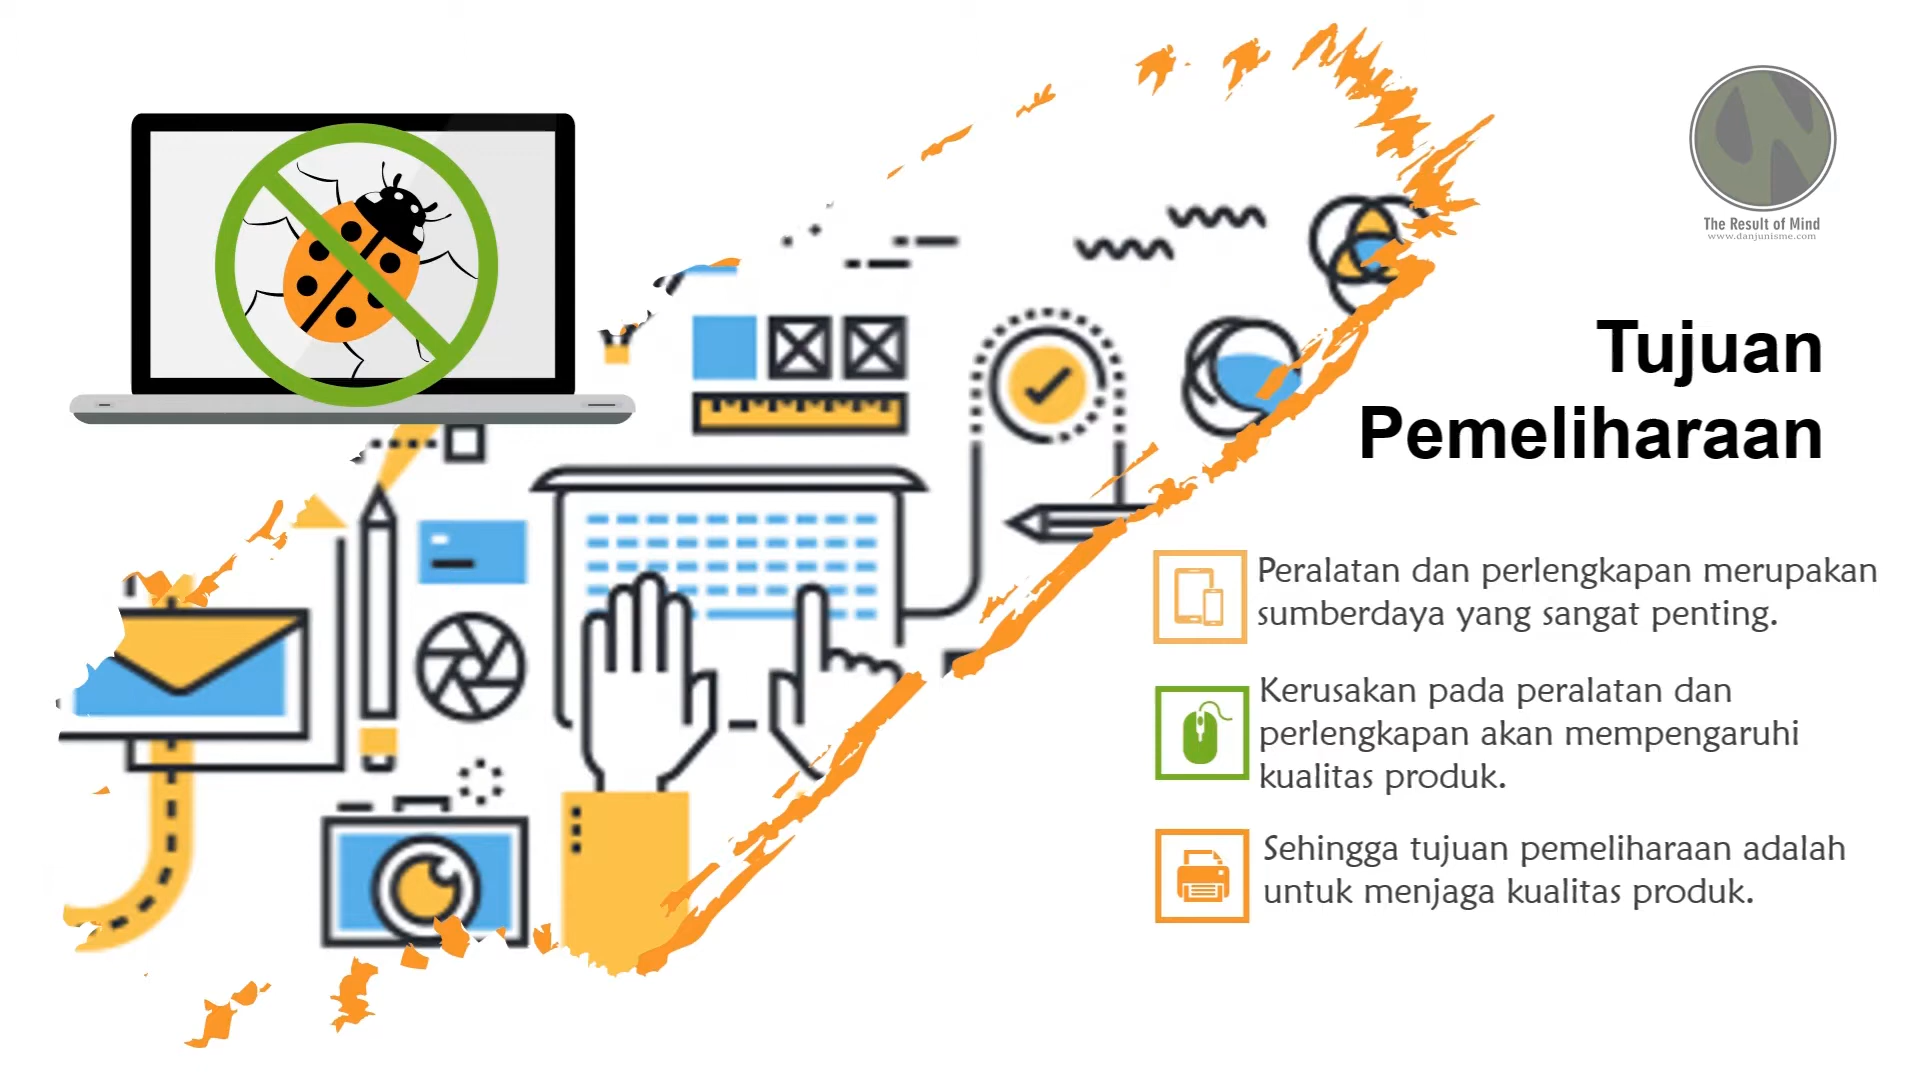 The Result of Mind
www.danjunisme.com
Tujuan
Pemeliharaan
Peralatan dan perlengkapan merupakan
sumberdaya yang sangat penting.
Kerusakan pada peralatan dan
perlengkapan akan mempengaruhi
kualitas produk.
Sehingga tujuan pemeliharaan adalah
untuk menjaga kualitas produk.